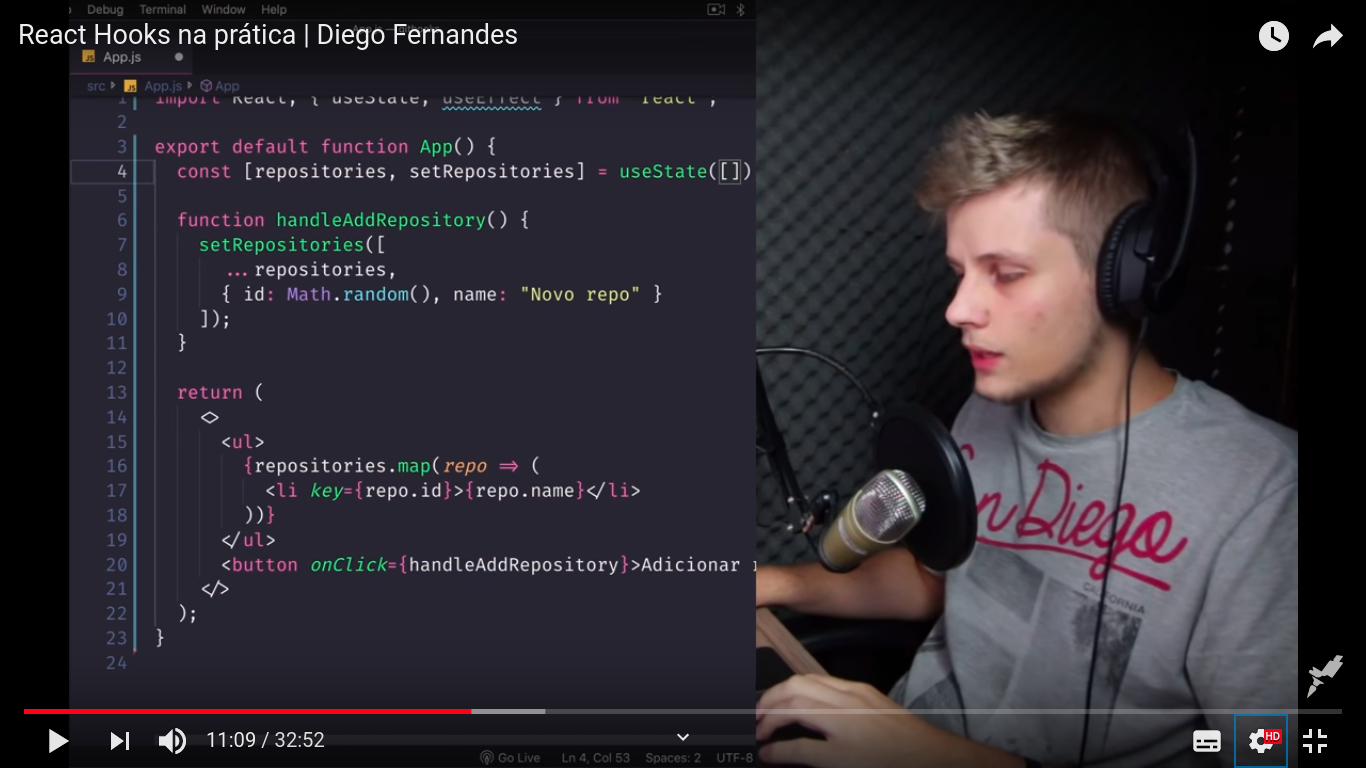 Debug Terminal Window Help
React Hooks na prática | Diego Fernandes
JS App.js
src JS App.js App
1 import React, { useState, useEffect } from "react";
2
3 export default function App() {
4 const [repositories, setRepositories] = useState([])
5
6 function handleAddRepository() {
7 setRepositories([
8 ...repositories,
9 { id: Math.random(), name: "Novo repo" }
10 ]);
11 }
12
13 return (
14 <>
15 <ul>
16 {repositories.map(repo => (
17 <li key={repo.id}>{repo.name}</li>
18 ))}
19 </ul>
20 <button onClick={handleAddRepository}>Adicionar
21 </>
22 );
23 }
24
San Diego
CALIFORNIA
11:09 / 32:52
HD
Go Live Ln 4, Col 53 Spaces: 2 UTF-8